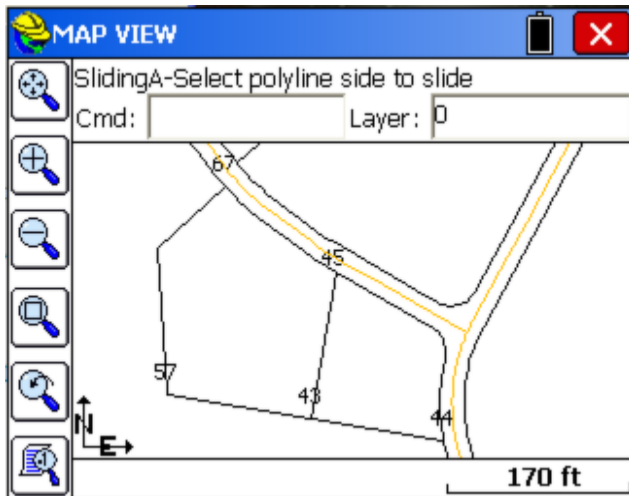 MAP VIEW
SlidingA-Select polyline side to slide
Cmd: Layer: 0
67
45
57
43
44
N
E
170 ft